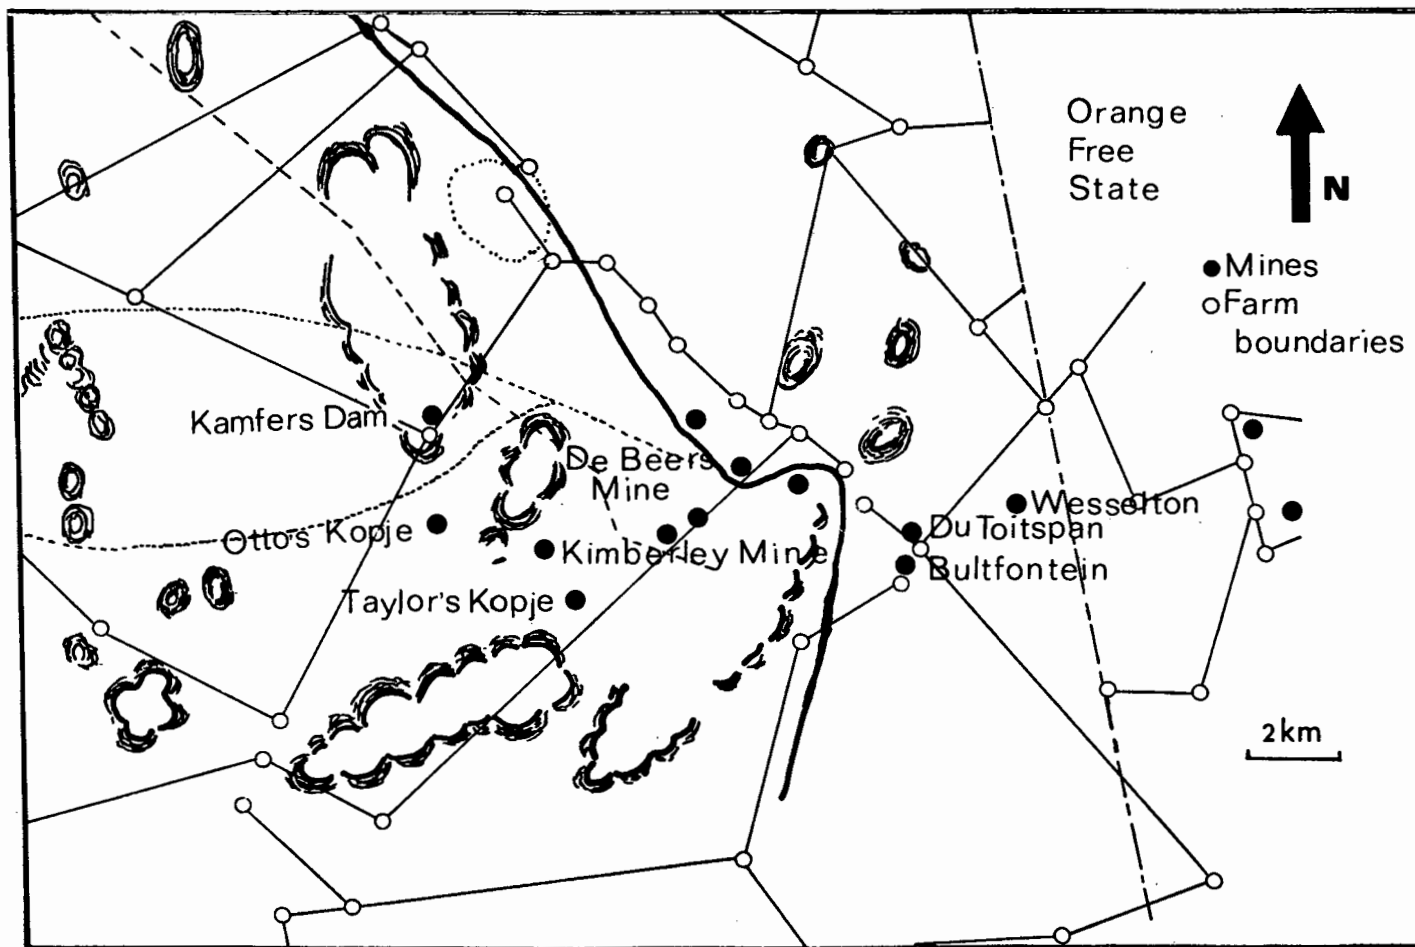 Orange
Free
State
N
Mines
Farm
boundaries
Kamfers Dam
De Beers
Mine
Otto's Kopje
Kimberley Mine
Taylor's Kopje
Wesselton
Du Toitspan
Bultfontein
2km